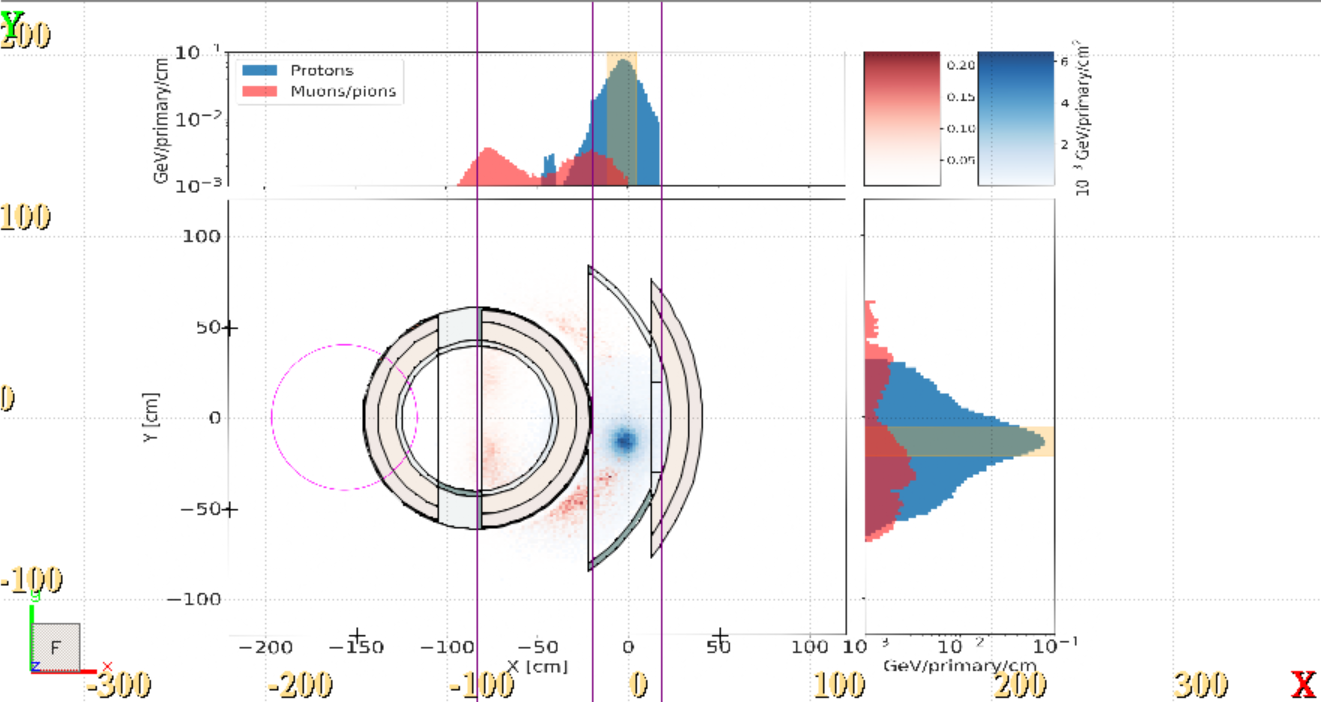 Y
200
10⁻¹
Protons
Muons/pions
10⁻²
10⁻³
GeV/primary/cm
0.20
0.15
0.10
0.05
6
4
2
10 ³ GeV/primary/cm²
100
100
50
0
0
−50
−100
-100
Y [cm]
−200 −150 −100 −50 0 50 100
X [cm]
10 ³ 10 ² 10⁻¹
GeV/primary/cm
g
F
z
x
-300 -200 -100 0 100 200 300 X